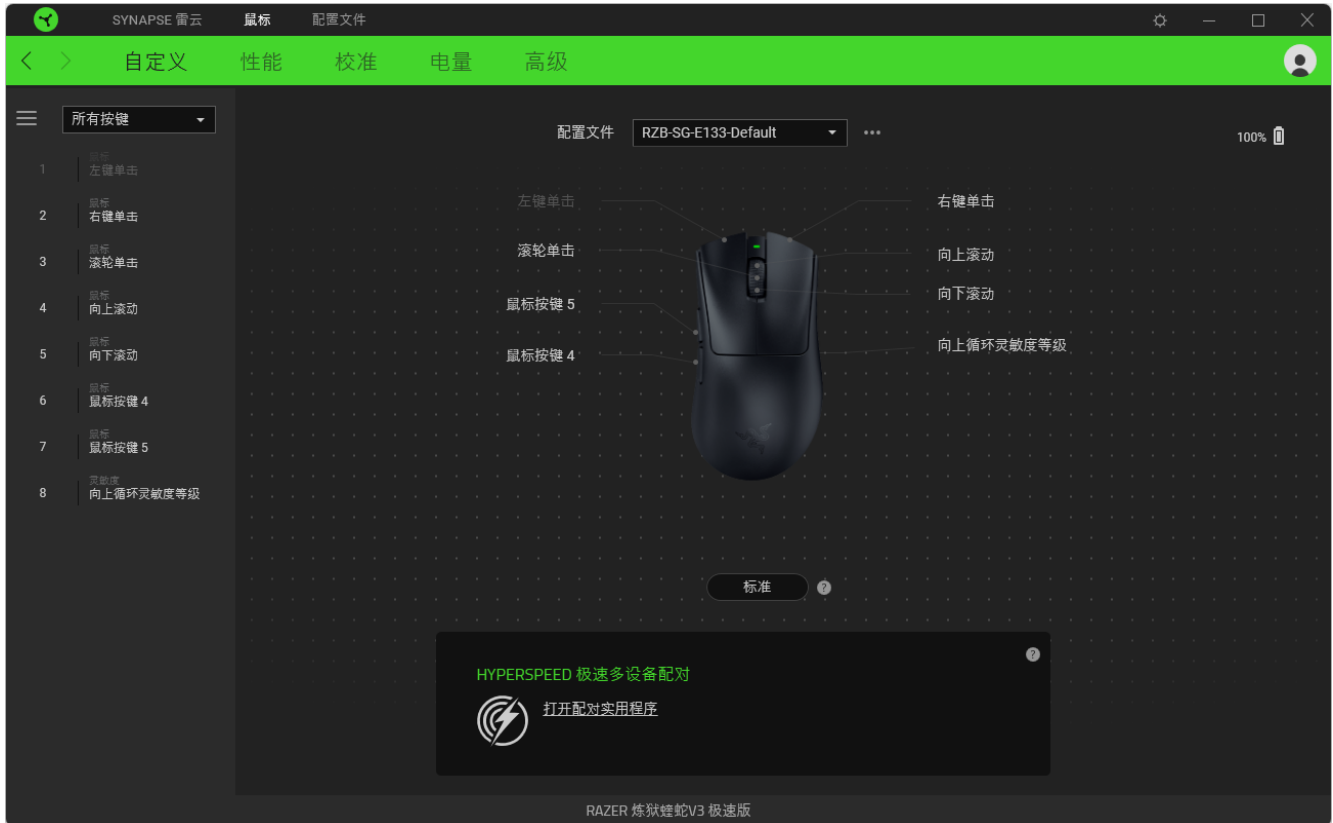 SYNAPSE 雷云 鼠标 配置文件
自定义 性能 校准 电量 高级
所有按键
配置文件 RZB-SG-E133-Default
100%
1 鼠标
左键单击
2 鼠标
右键单击
3 鼠标
滚轮单击
4 鼠标
向上滚动
5 鼠标
向下滚动
6 鼠标
鼠标按键 4
7 鼠标
鼠标按键 5
8 灵敏度
向上循环灵敏度等级
左键单击
滚轮单击
鼠标按键 5
鼠标按键 4
右键单击
向上滚动
向下滚动
向上循环灵敏度等级
标准 ?
?
HYPERSPEED 极速多设备配对
打开配对实用程序
RAZER 炼狱蝰蛇V3 极速版